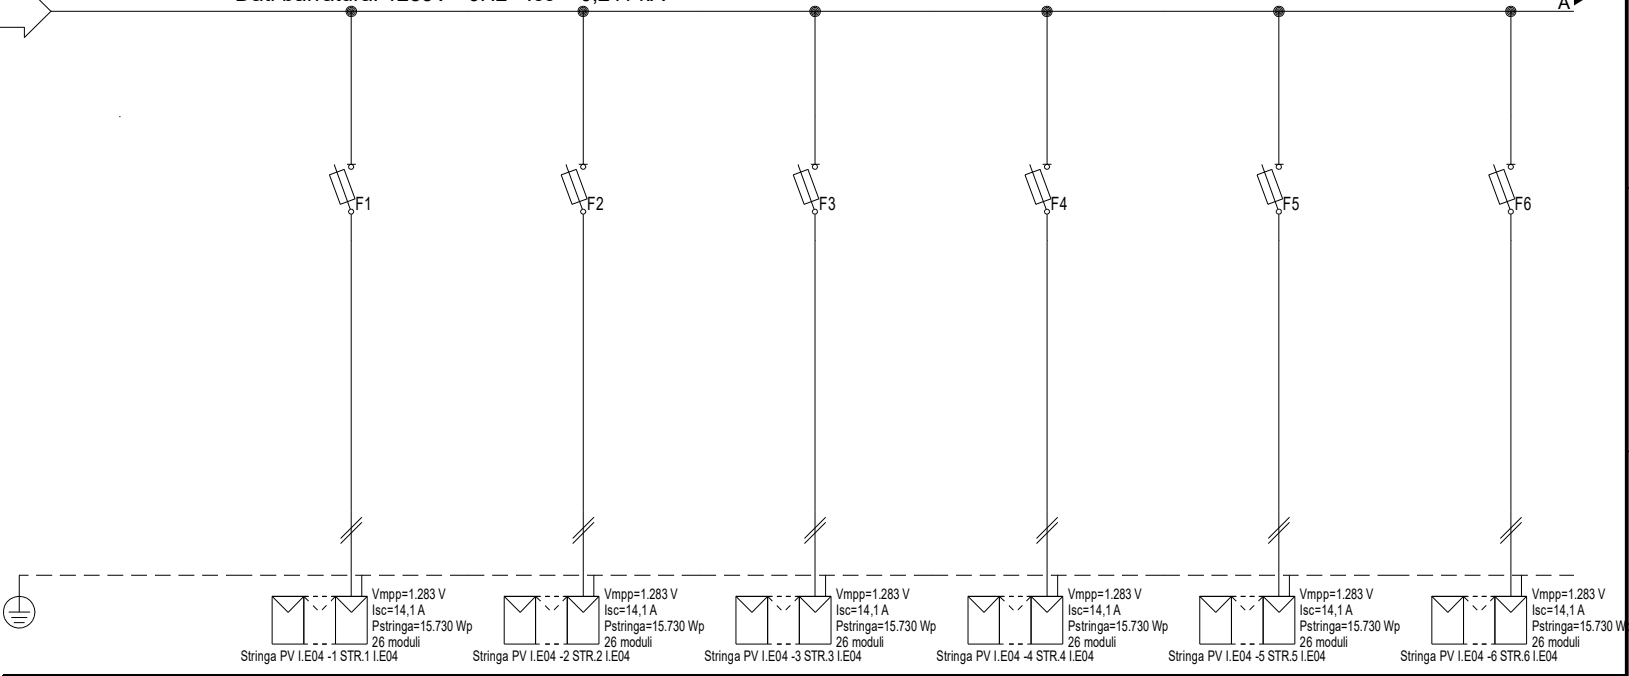 A
F1
F2
F3
F4
F5
F6
Vmpp=1.283 V
Isc=14,1 A
Pstringa=15.730 Wp
26 moduli
Stringa PV I.E04 -1 STR.1 I.E04
Vmpp=1.283 V
Isc=14,1 A
Pstringa=15.730 Wp
26 moduli
Stringa PV I.E04 -2 STR.2 I.E04
Vmpp=1.283 V
Isc=14,1 A
Pstringa=15.730 Wp
26 moduli
Stringa PV I.E04 -3 STR.3 I.E04
Vmpp=1.283 V
Isc=14,1 A
Pstringa=15.730 Wp
26 moduli
Stringa PV I.E04 -4 STR.4 I.E04
Vmpp=1.283 V
Isc=14,1 A
Pstringa=15.730 Wp
26 moduli
Stringa PV I.E04 -5 STR.5 I.E04
Vmpp=1.283 V
Isc=14,1 A
Pstringa=15.730 W
26 moduli
Stringa PV I.E04 -6 STR.6 I.E04